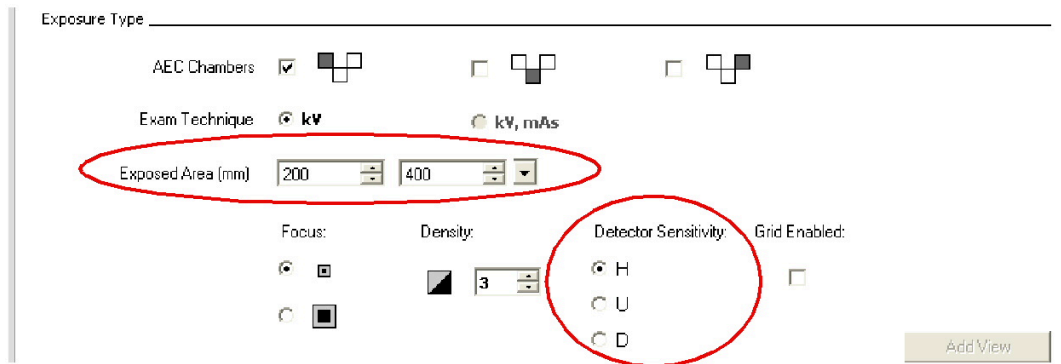 Exposure Type
AEC Chambers
Exam Technique kV kV, mAs
Exposed Area (mm) 200 400
Focus: Density: Detector Sensitivity: Grid Enabled:
3 H
U
D
Add View